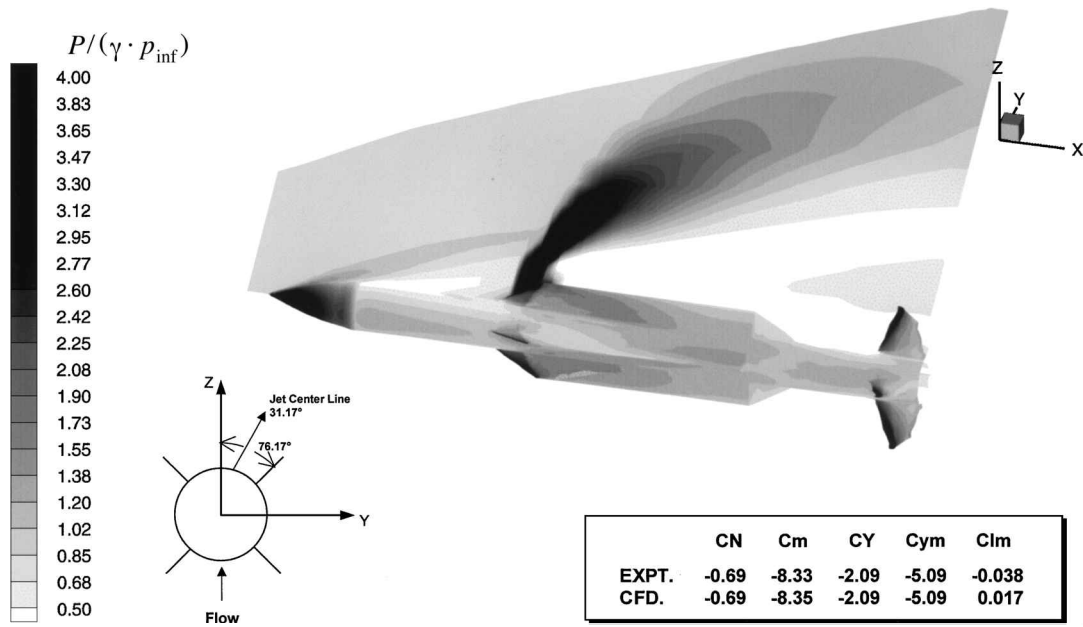 P/(γ · p_inf)
4.00
3.83
3.65
3.47
3.30
3.12
2.95
2.77
2.60
2.42
2.25
2.08
1.90
1.73
1.55
1.38
1.20
1.02
0.85
0.68
0.50
Z
Y
X
Z
Jet Center Line
31.17°
76.17°
Y
Flow
CN Cm CY Cym Clm
EXPT. -0.69 -8.33 -2.09 -5.09 -0.038
CFD. -0.69 -8.35 -2.09 -5.09 0.017